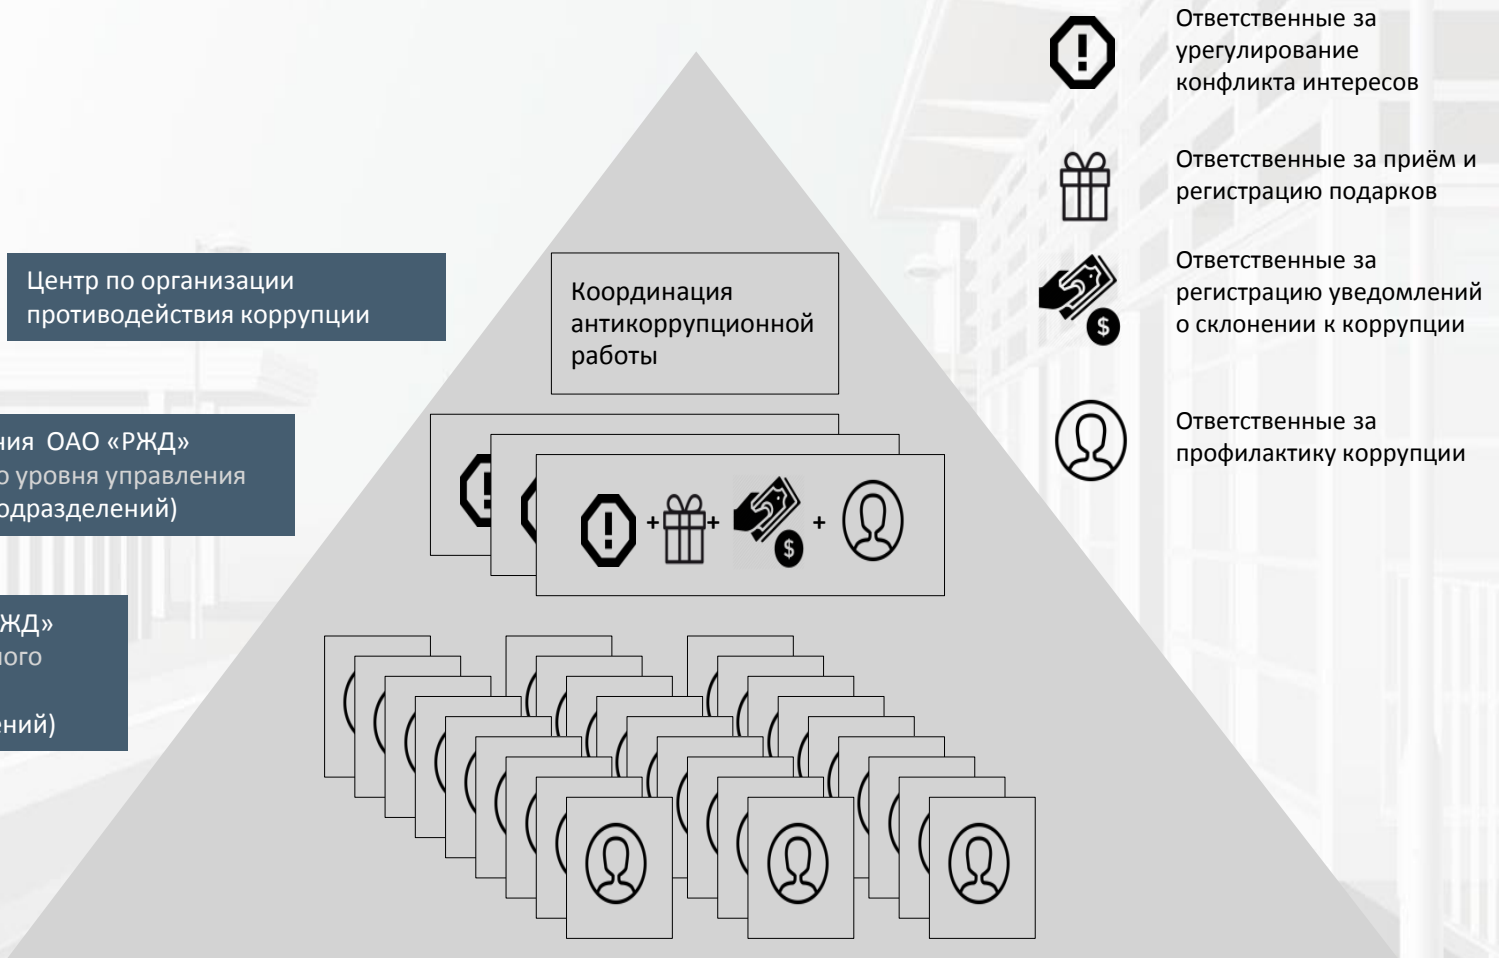 Ответственные за
урегулирование
конфликта интересов
Ответственные за приём и
регистрацию подарков
Ответственные за
регистрацию уведомлений
о склонении к коррупции
Ответственные за
профилактику коррупции
Центр по организации
противодействия коррупции
Координация
антикоррупционной
работы
ОАО «РЖД»
уровня управления
+ + +
$
$